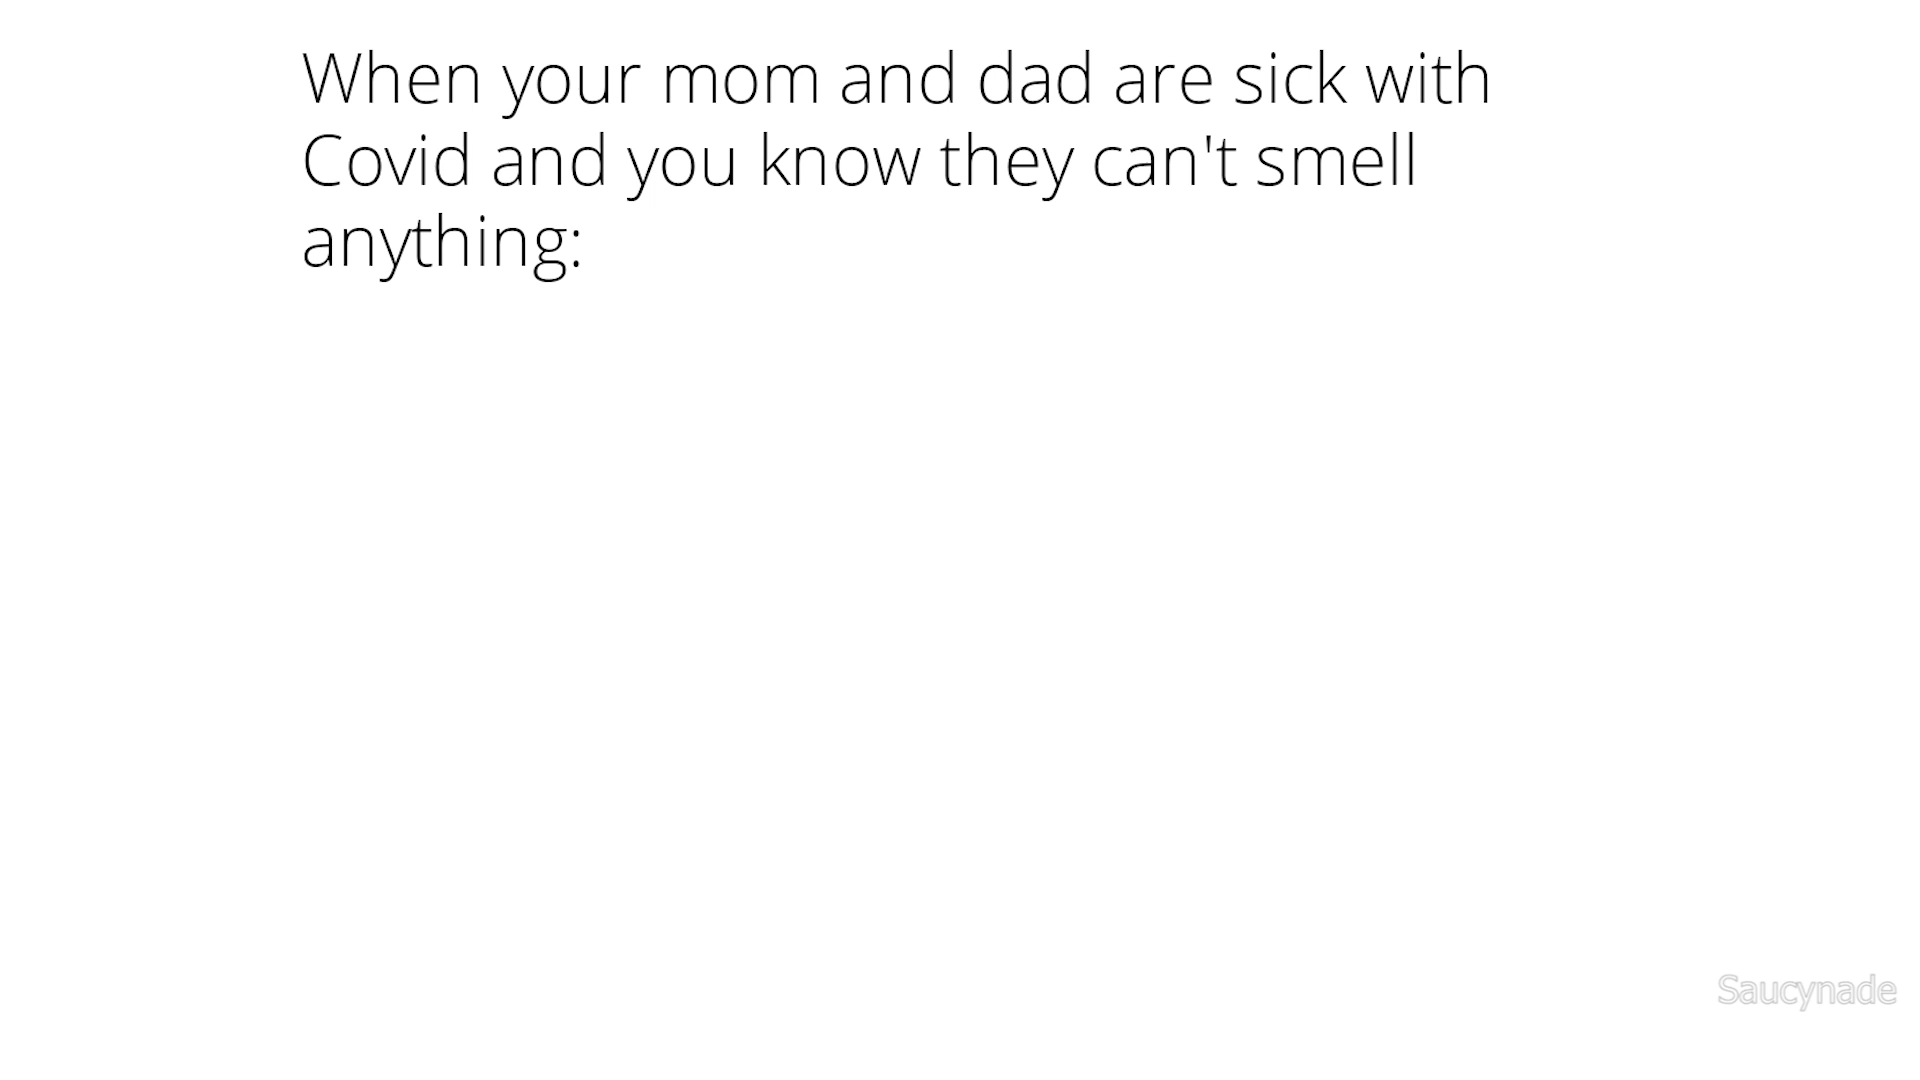 When your mom and dad are sick with
Covid and you know they can't smell
anything:
Saucynade